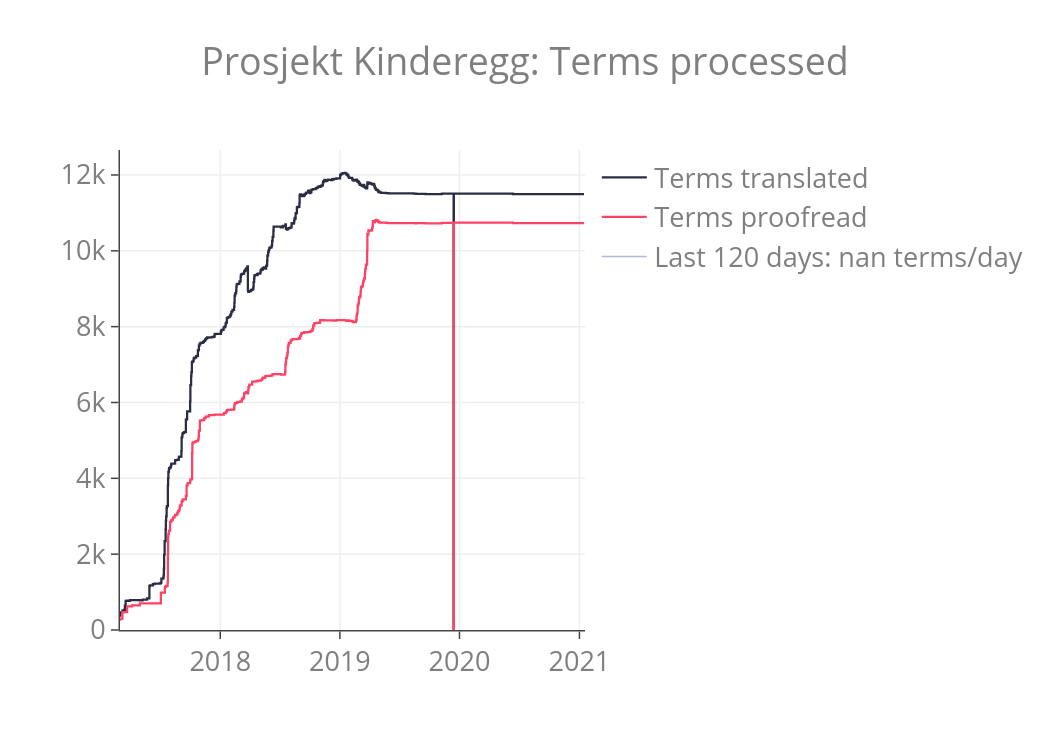 Prosjekt Kinderegg: Terms processed
12k
10k
8k
6k
4k
2k
0
2018 2019 2020 2021
Terms translated
Terms proofread
Last 120 days: nan terms/day